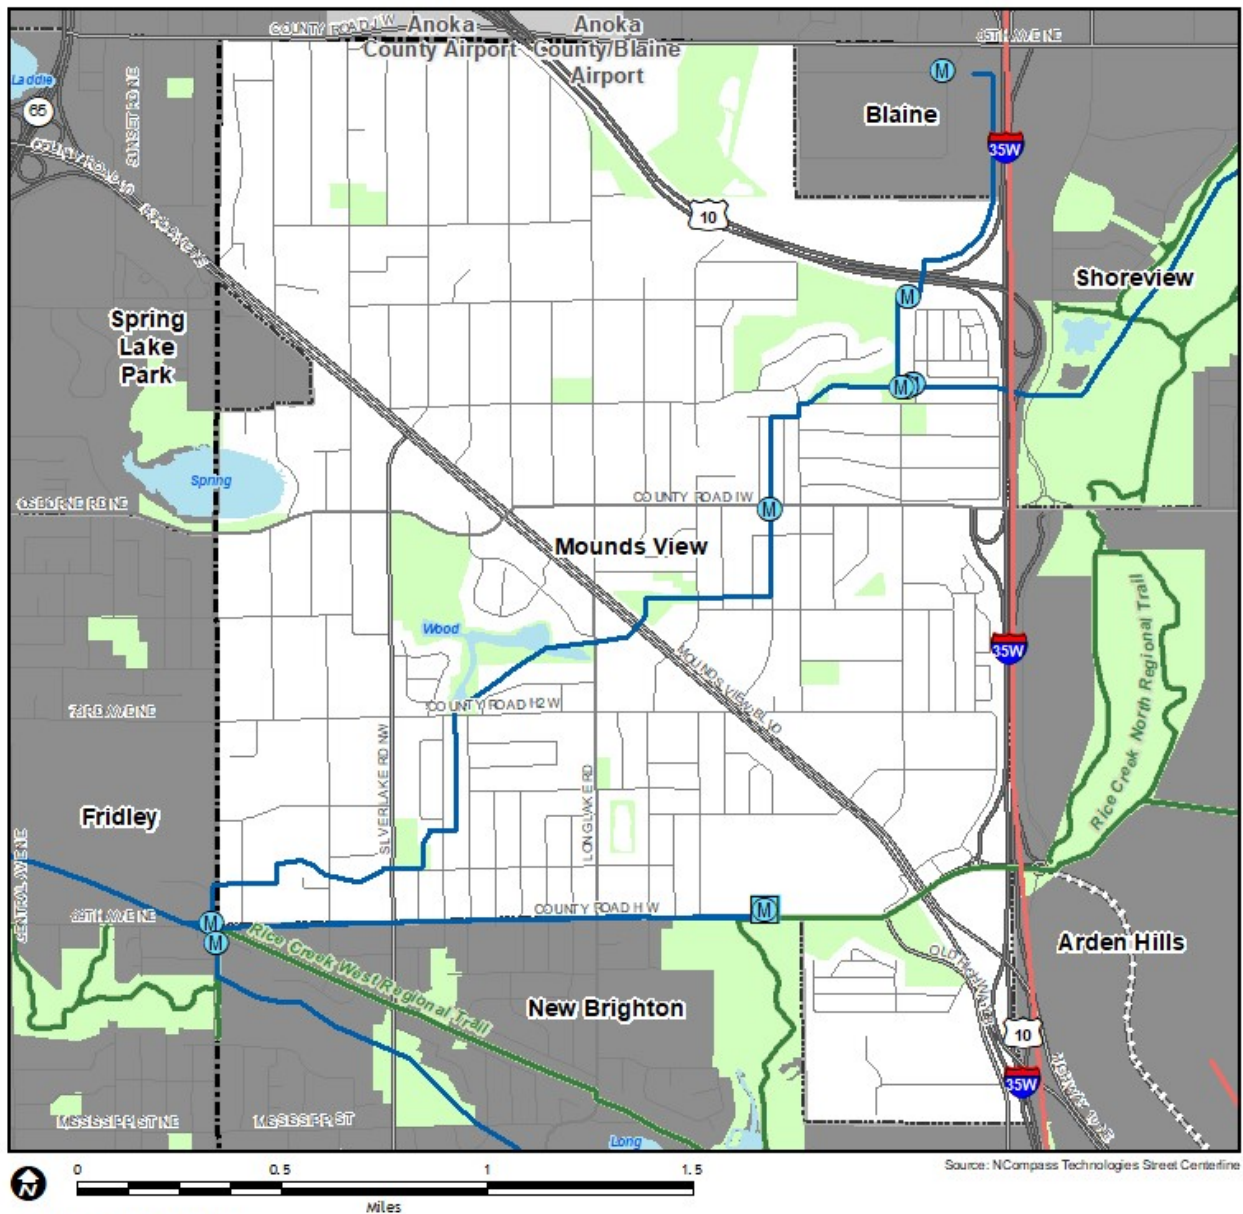 COUNTY ROAD J W
Anoka
County Airport
Anoka
County/Blaine
Airport
85TH AVE NE
Laddie
65
SUNSET RD NE
M
Blaine
35W
10
Shoreview
M
Spring
Lake
Park
M
Spring
OSBORNE RD NE
COUNTY ROAD I W
M
Mounds View
Wood
MOUNDS VIEW BLVD
35W
Rice Creek North Regional Trail
COUNTY ROAD H2 W
73RD AVE NE
SILVERLAKE RD NW
LONG LAKE RD
Fridley
CENTRAL AVE NE
69TH AVE NE
M
M
COUNTY ROAD H W
M
Rice Creek West Regional Trail
New Brighton
Arden Hills
10
35W
MISSISSIPPI ST NE
MISSISSIPPI ST
Long
N
0 0.5 1 1.5
Miles
Source: NCompass Technologies Street Centerline